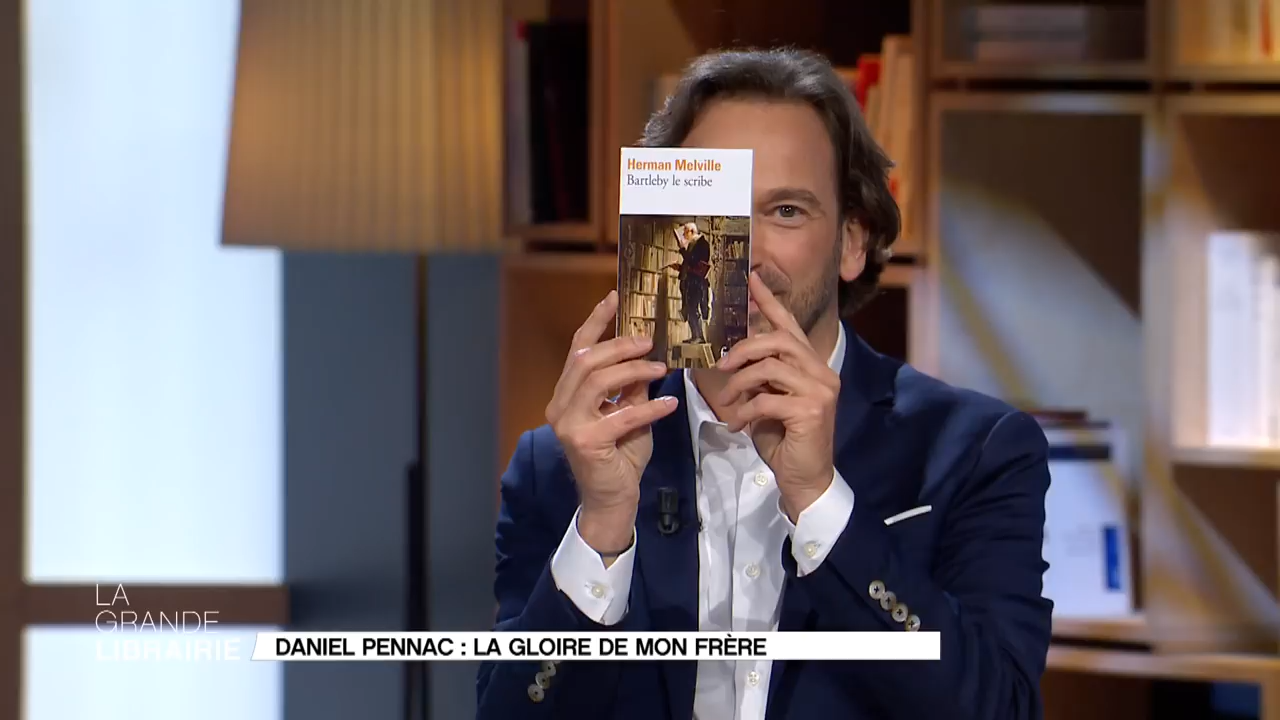 Herman Melville
Bartleby le scribe
LA
GRANDE
LIBRAIRIE
DANIEL PENNAC : LA GLOIRE DE MON FRÈRE